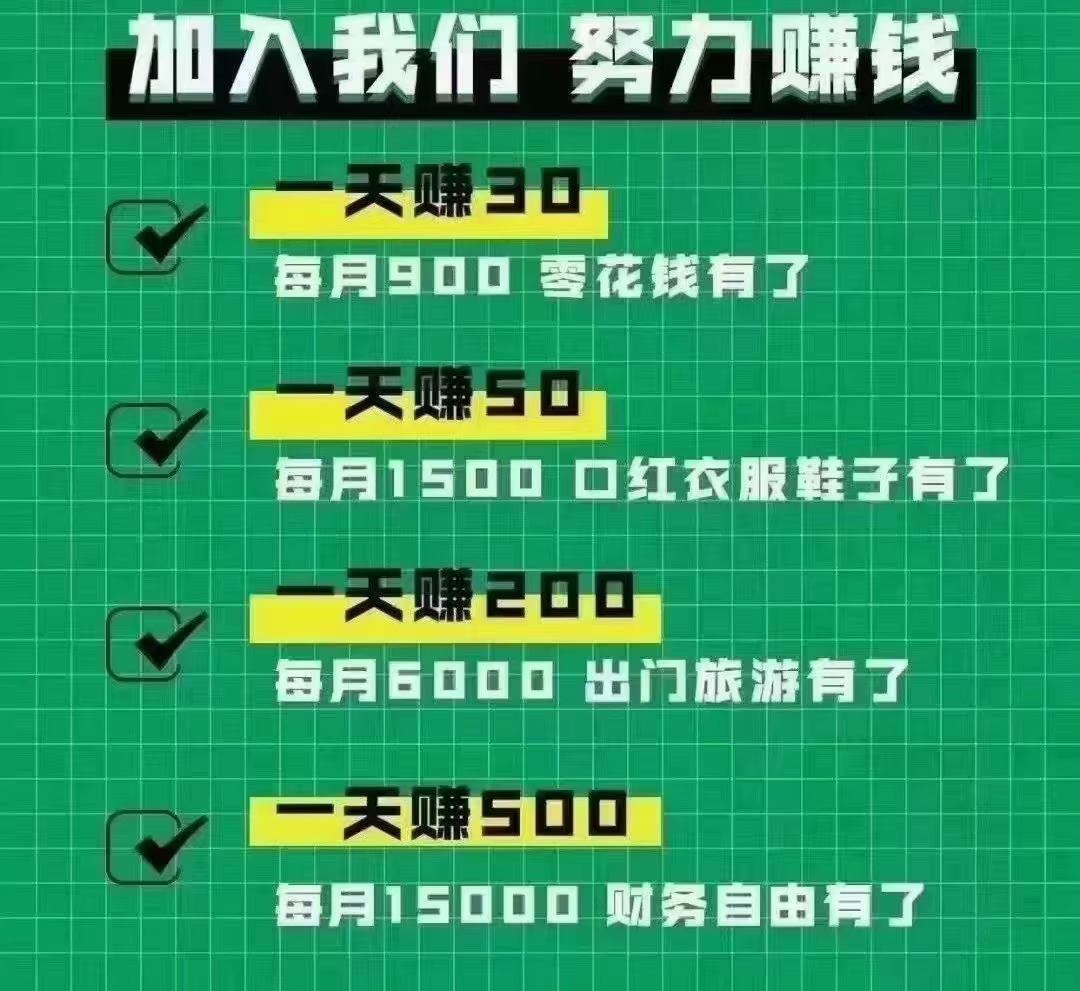 加入我们 努力赚钱
一天赚30
每月900 零花钱有了
一天赚50
每月1500 口红衣服鞋子有了
一天赚200
每月6000 出门旅游有了
一天赚500
每月15000 财务自由有了